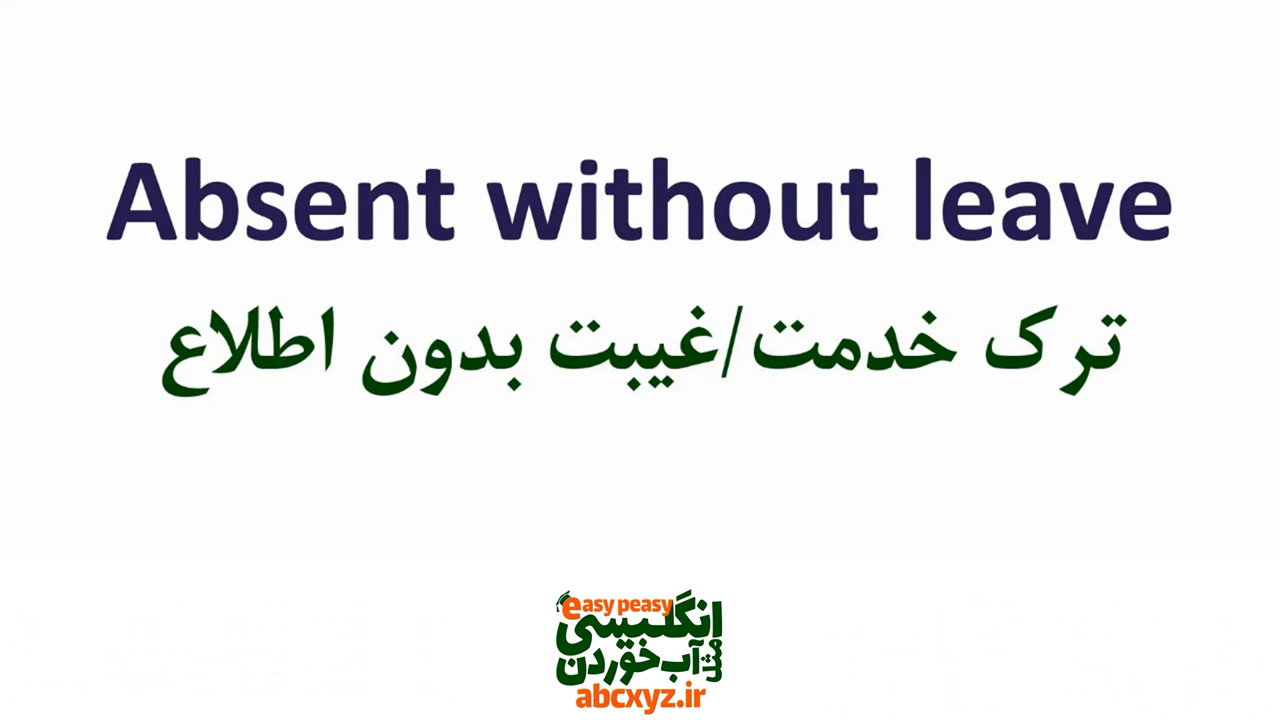 Absent without leave
ترک خدمت/غیبت بدون اطلاع
easy peasy
انگلیسی
مثل آب خوردن
abcxyz.ir